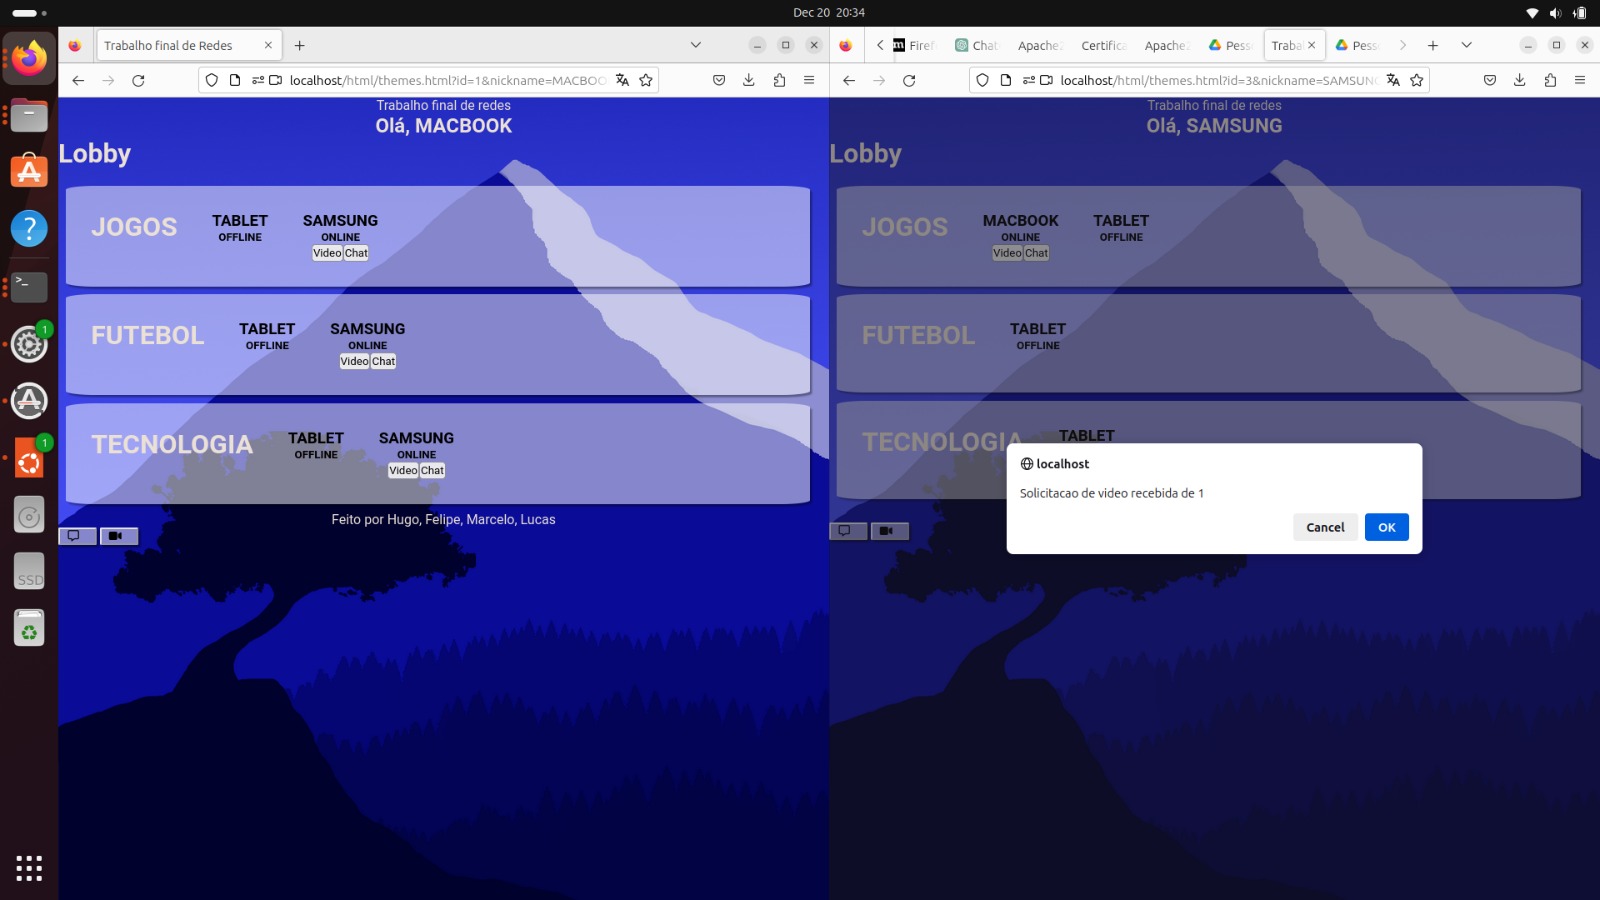 Dec 20 20:34
Trabalho final de Redes
localhost/html/themes.html?id=1&nickname=MACBOO
Trabalho final de redes
Olá, MACBOOK
Lobby
JOGOS
TABLET
OFFLINE
SAMSUNG
ONLINE
Video Chat
FUTEBOL
TABLET
OFFLINE
SAMSUNG
ONLINE
Video Chat
TECNOLOGIA
TABLET
OFFLINE
SAMSUNG
ONLINE
Video Chat
Feito por Hugo, Felipe, Marcelo, Lucas
m Firef
Chat
Apache2
Certifica
Apache2
Pess
Trabal
Pess
localhost/html/themes.html?id=3&nickname=SAMSUNG
Trabalho final de redes
Olá, SAMSUNG
Lobby
JOGOS
MACBOOK
ONLINE
Video Chat
TABLET
OFFLINE
FUTEBOL
TABLET
OFFLINE
TECNOLOGIA
TABLET
localhost
Solicitacao de video recebida de 1
Cancel
OK
>_
1
1
?
SSD